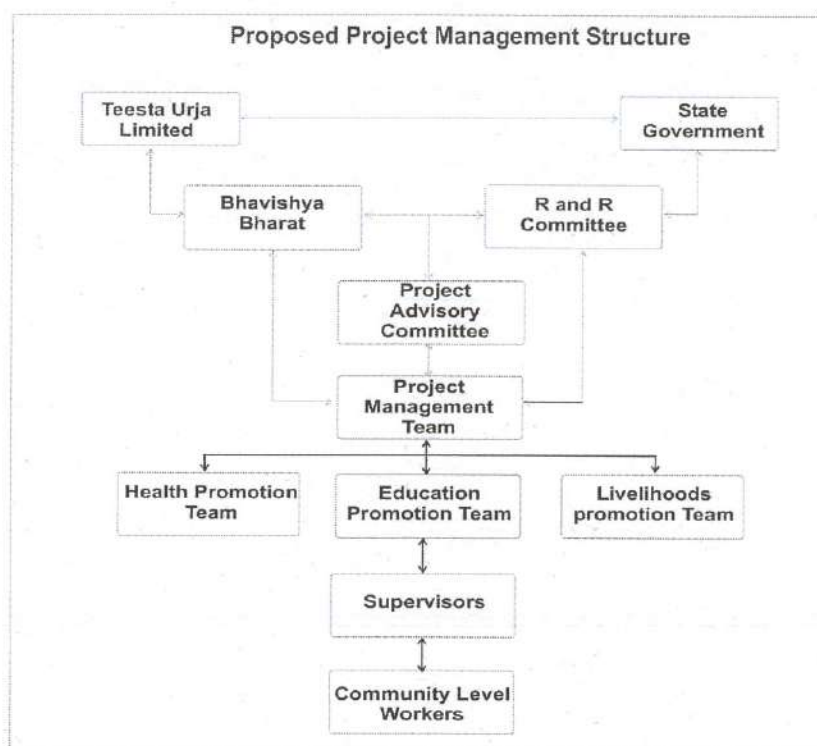 Proposed Project Management Structure
Teesta Urja
Limited
State
Government
Bhavishya
Bharat
R and R
Committee
Project
Advisory
Committee
Project
Management
Team
Health Promotion
Team
Education
Promotion Team
Livelihoods
promotion Team
Supervisors
Community Level
Workers